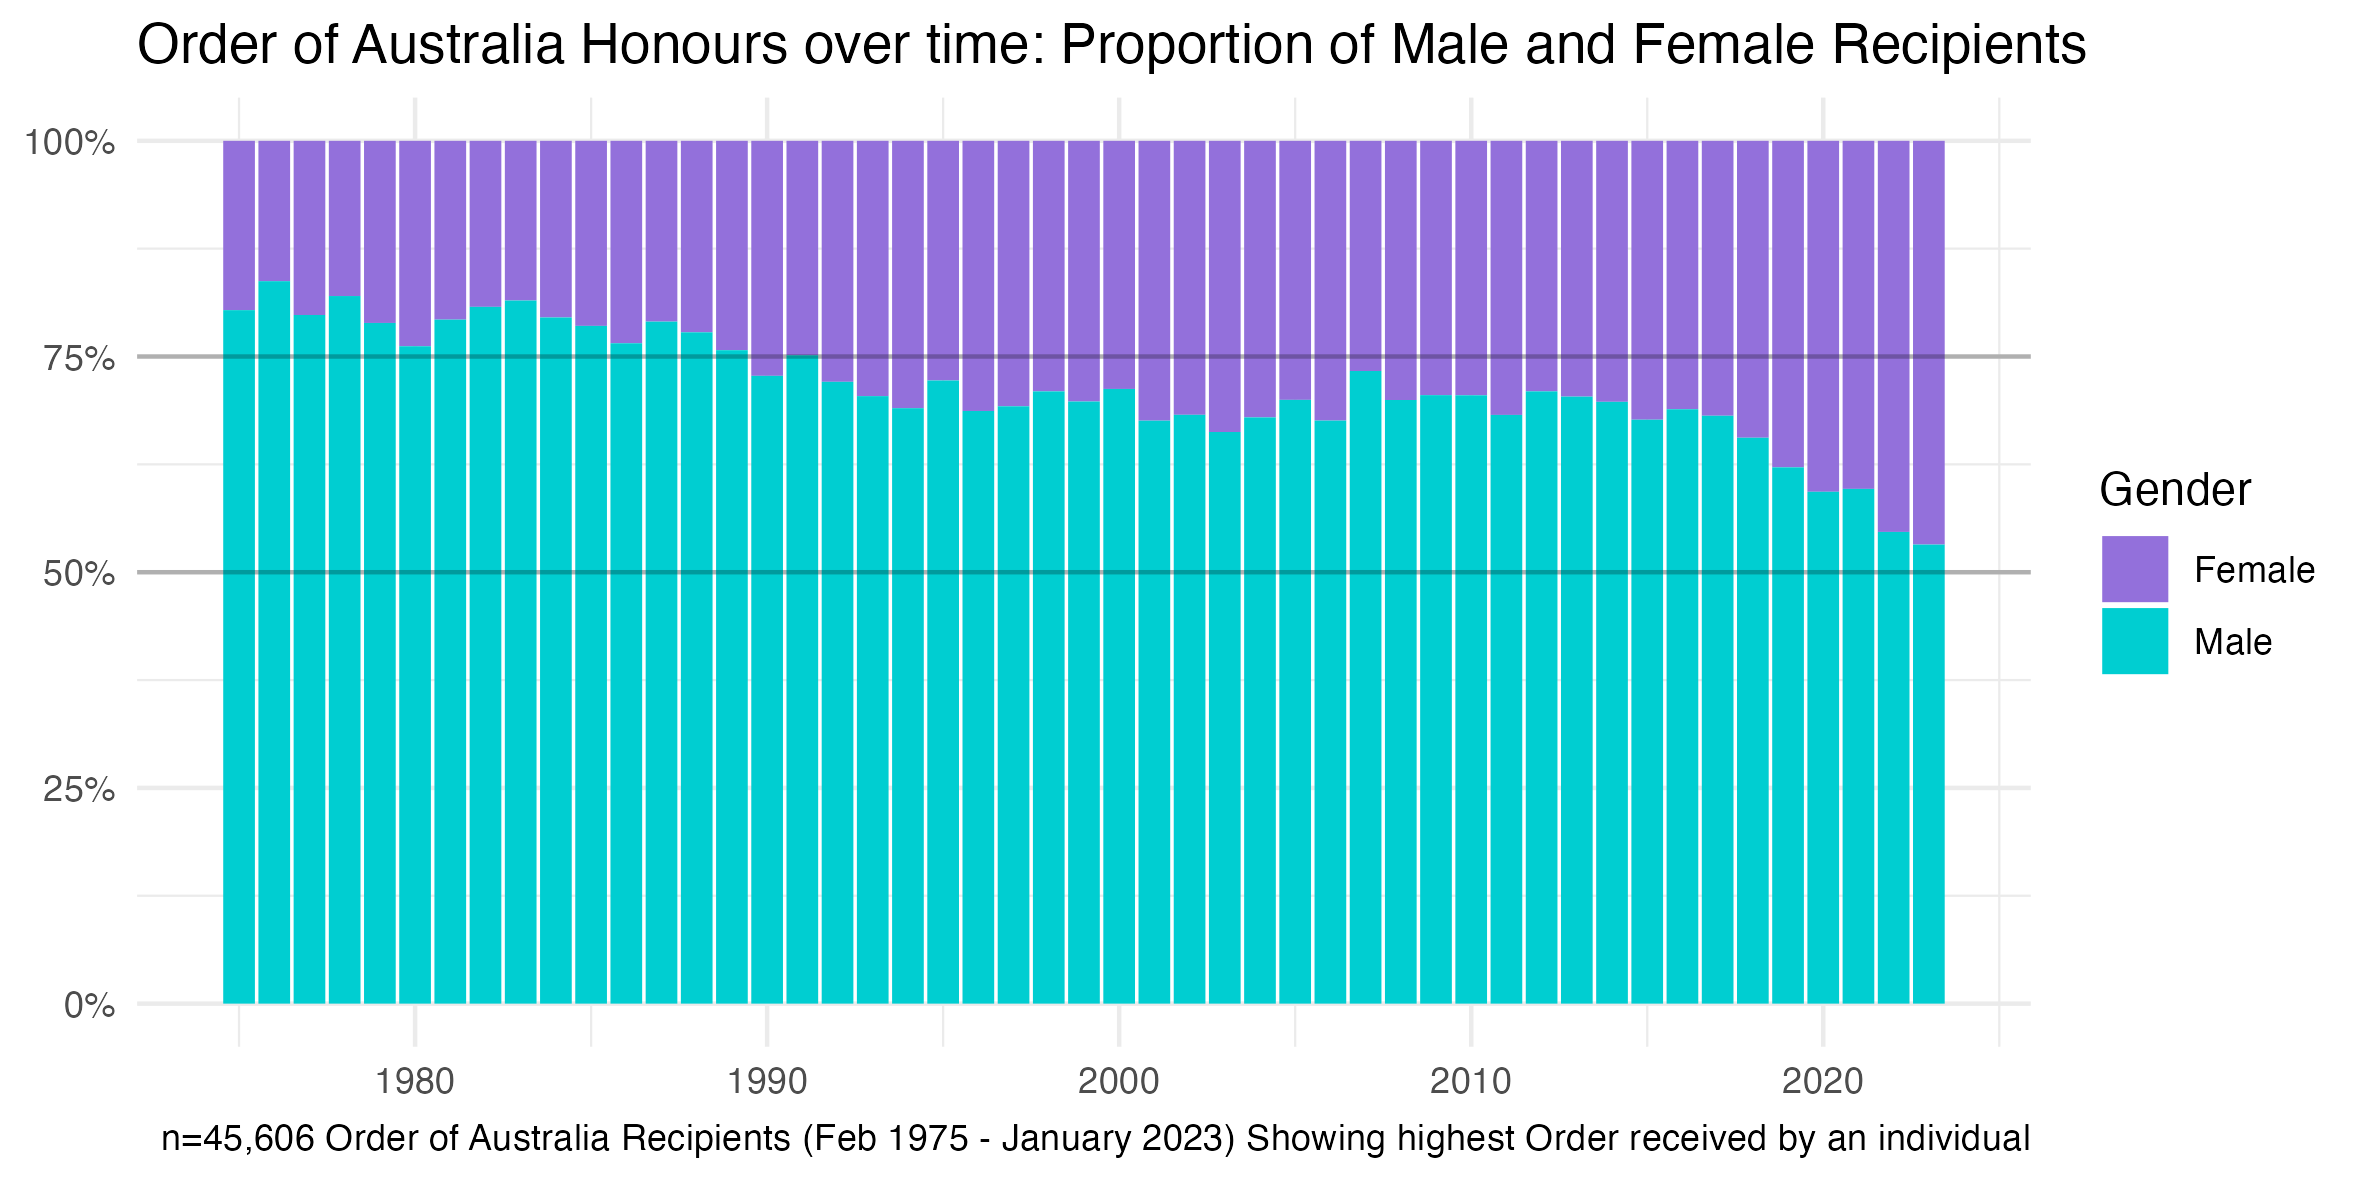 Order of Australia Honours over time: Proportion of Male and Female Recipients
100%
75%
50%
25%
0%
1980 1990 2000 2010 2020
Gender
Female
Male
n=45,606 Order of Australia Recipients (Feb 1975 - January 2023) Showing highest Order received by an individual